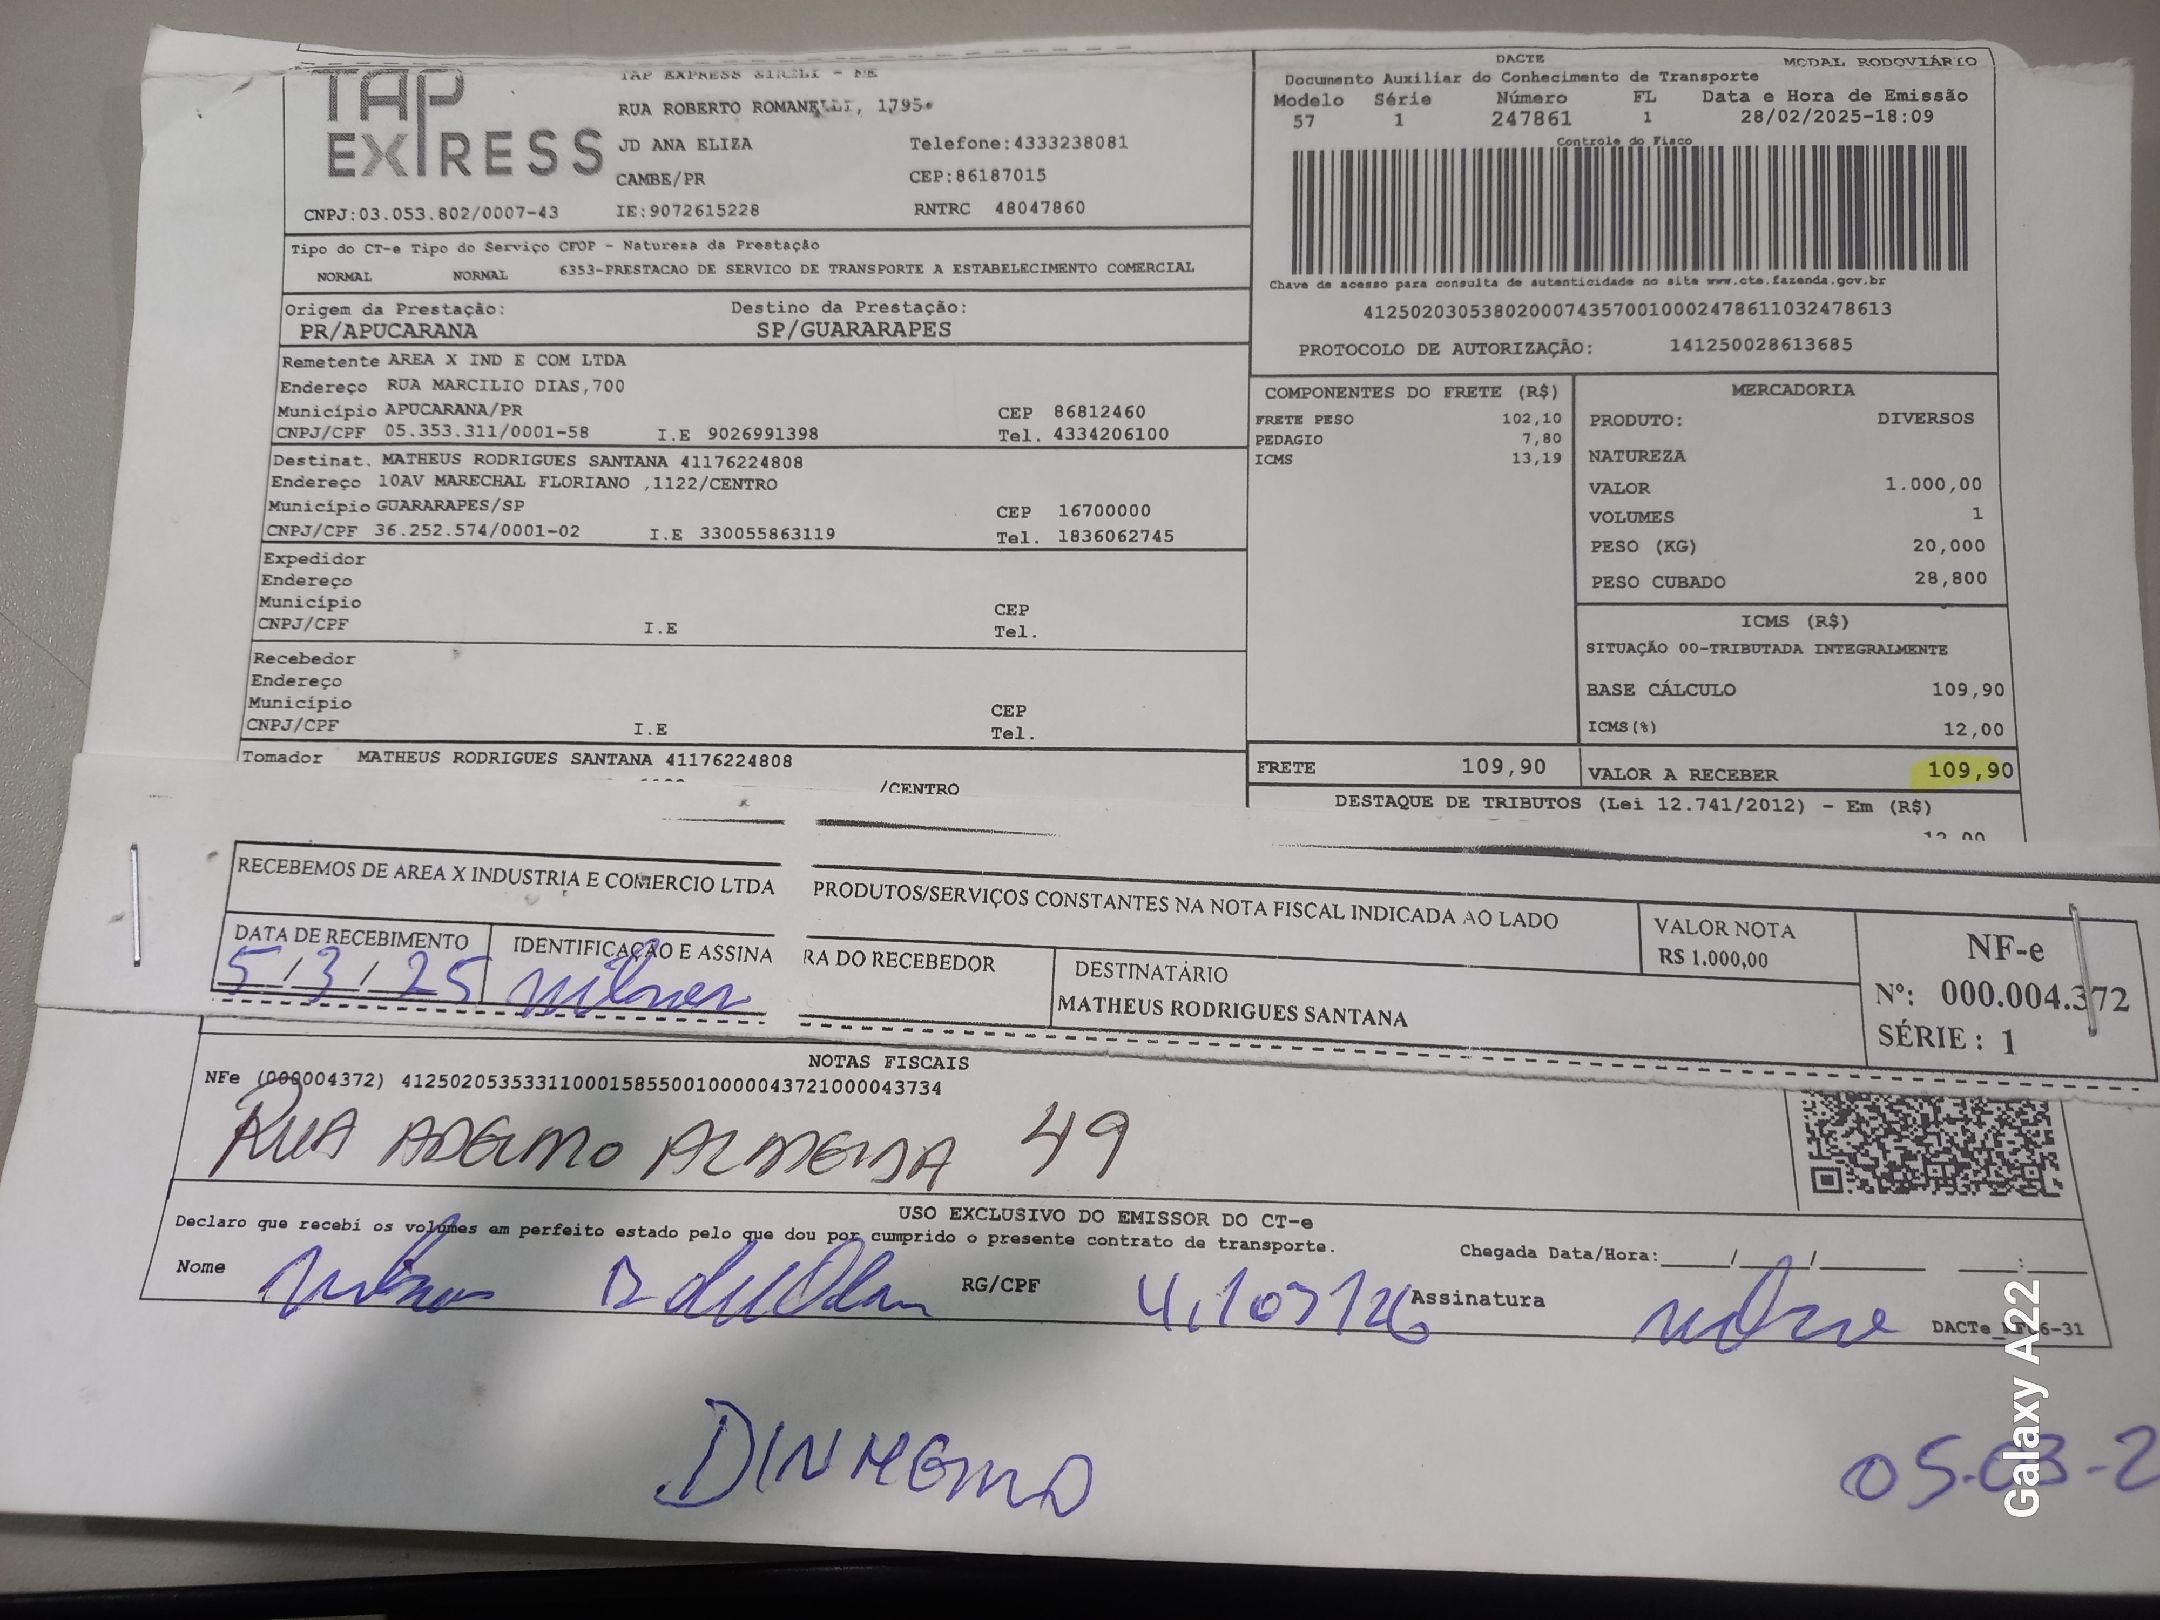 TAP EXPRESS
TAP EXPRESS EIRELI - ME
RUA ROBERTO ROMANELLI, 1795
JD ANA ELIZA Telefone:4333238081
CAMBE/PR CEP:86187015
CNPJ:03.053.802/0007-43 IE:9072615228 RNTRC 48047860
DACTE MODAL RODOVIÁRIO
Documento Auxiliar do Conhecimento de Transporte
Modelo Série Número FL Data e Hora de Emissão
57 1 247861 1 28/02/2025-18:09
Controle do Fisco
Chave de acesso para consulta de autenticidade no site www.cte.fazenda.gov.br
41250203053802000743570010002478611032478613
PROTOCOLO DE AUTORIZAÇÃO: 141250028613685
Tipo do CT-e Tipo do Serviço CFOP - Natureza da Prestação
NORMAL NORMAL 6353-PRESTACAO DE SERVICO DE TRANSPORTE A ESTABELECIMENTO COMERCIAL
Origem da Prestação: Destino da Prestação:
PR/APUCARANA SP/GUARARAPES
Remetente AREA X IND E COM LTDA
Endereço RUA MARCILIO DIAS,700
Município APUCARANA/PR CEP 86812460
CNPJ/CPF 05.353.311/0001-58 I.E 9026991398 Tel. 4334206100
Destinat. MATHEUS RODRIGUES SANTANA 41176224808
Endereço 10AV MARECHAL FLORIANO ,1122/CENTRO
Município GUARARAPES/SP CEP 16700000
CNPJ/CPF 36.252.574/0001-02 I.E 330055863119 Tel. 1836062745
Expedidor
Endereço
Município CEP
CNPJ/CPF I.E Tel.
Recebedor
Endereço
Município CEP
CNPJ/CPF I.E Tel.
Tomador MATHEUS RODRIGUES SANTANA 41176224808
/CENTRO
COMPONENTES DO FRETE (R$)
FRETE PESO 102,10
PEDAGIO 7,80
ICMS 13,19
MERCADORIA
PRODUTO: DIVERSOS
NATUREZA
VALOR 1.000,00
VOLUMES 1
PESO (KG) 20,000
PESO CUBADO 28,800
ICMS (R$)
SITUAÇÃO 00-TRIBUTADA INTEGRALMENTE
BASE CÁLCULO 109,90
ICMS(%) 12,00
FRETE 109,90 VALOR A RECEBER 109,90
DESTAQUE DE TRIBUTOS (Lei 12.741/2012) - Em (R$)
RECEBEMOS DE AREA X INDUSTRIA E COMERCIO LTDA PRODUTOS/SERVIÇOS CONSTANTES NA NOTA FISCAL INDICADA AO LADO
DATA DE RECEBIMENTO IDENTIFICAÇÃO E ASSINA RA DO RECEBEDOR
5/3/25
DESTINATÁRIO
MATHEUS RODRIGUES SANTANA
VALOR NOTA
R$ 1.000,00
NF-e
Nº: 000.004.372
SÉRIE : 1
NOTAS FISCAIS
NFe (000004372) 41250205353311000158550010000043721000043734
RUA ADELMO ALMEIDA 49
USO EXCLUSIVO DO EMISSOR DO CT-e
Declaro que recebi os volumes em perfeito estado pelo que dou por cumprido o presente contrato de transporte.
Chegada Data/Hora:____/____/______ ___:___
Nome RG/CPF Assinatura
DINHEIRO
05-03-2
Galaxy A22